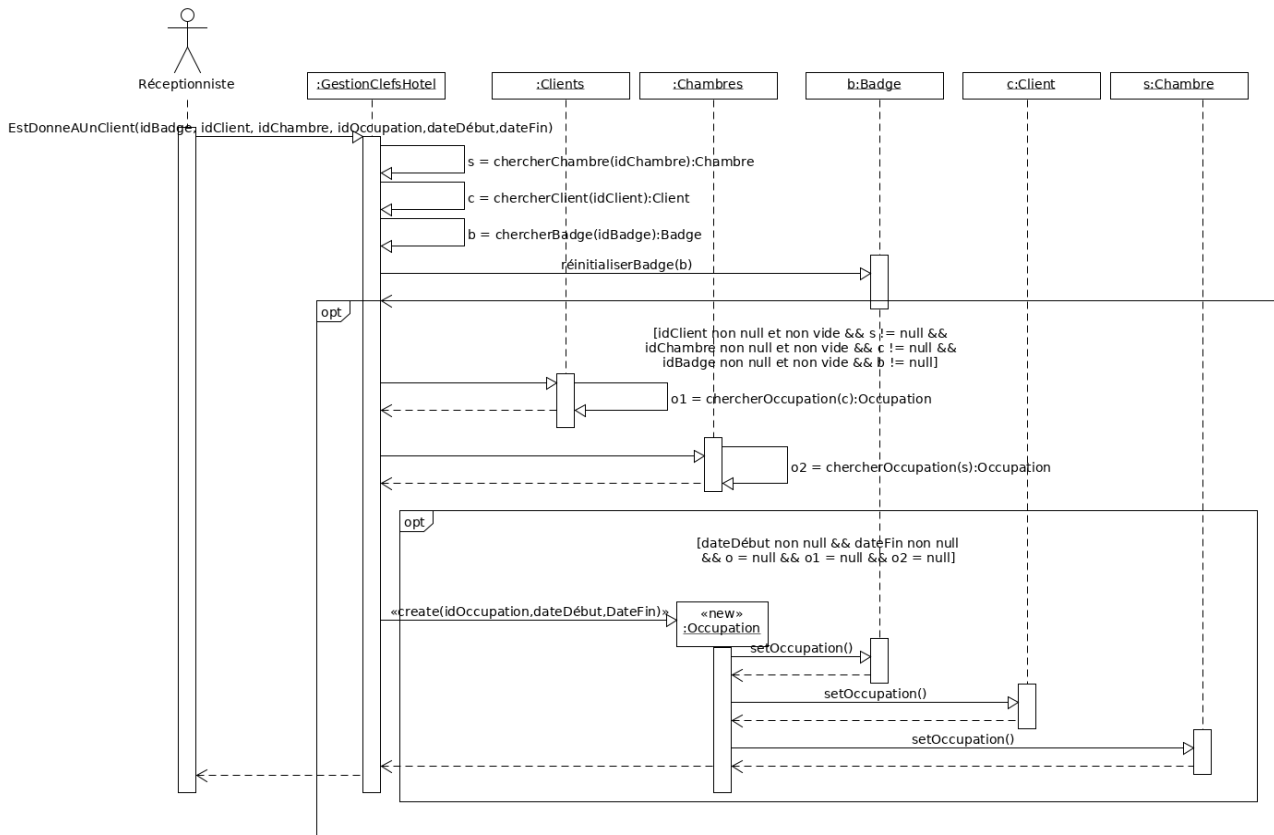 Réceptionniste
:GestionClefsHotel
:Clients
:Chambres
b:Badge
c:Client
s:Chambre
EstDonneAUnClient(idBadge, idClient, idChambre, idOccupation,dateDébut,dateFin)
s = chercherChambre(idChambre):Chambre
c = chercherClient(idClient):Client
b = chercherBadge(idBadge):Badge
réinitialiserBadge(b)
opt
[idClient non null et non vide && s != null &&
idChambre non null et non vide && c != null &&
idBadge non null et non vide && b != null]
o1 = chercherOccupation(c):Occupation
o2 = chercherOccupation(s):Occupation
opt
[dateDébut non null && dateFin non null
&& o = null && o1 = null && o2 = null]
«create(idOccupation,dateDébut,DateFin)»
«new»
:Occupation
setOccupation()
setOccupation()
setOccupation()